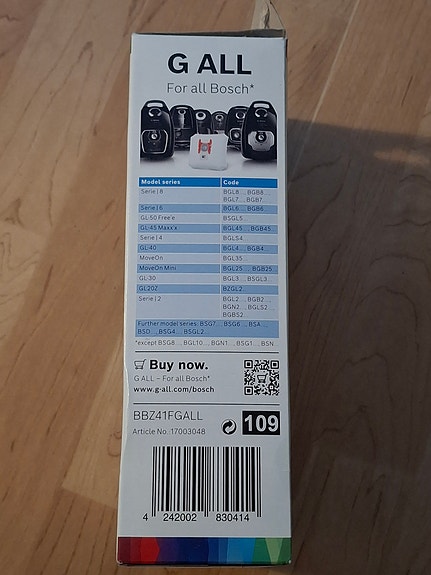 G ALL
For all Bosch*
Model series Code
Serie | 8 BGL8... BGB8...
BGL7... BGB7...
Serie | 6 BGL6... BGB6...
GL-50 Free'e BSGL5...
GL-45 Maxx'x BGL45... BGB45...
Serie | 4 BGLS4...
GL-40 BGL4... BGB4...
MoveOn BGL35...
MoveOn Mini BGL25... BGB25...
GL-30 BGL3... BSGL3...
GL20Z BZGL2...
Serie | 2 BGL2... BGB2...
BGN2... BGLS2...
BGBS2...
Further model series: BSG7... BSG6... BSA...
BSD... BSG4... BSGL2...
*except BSG8... BGL10... BGN1... BSG1... BSN...
Buy now.
G ALL – For all Bosch*
www.g-all.com/bosch
BBZ41FGALL
Article No. 17003048
109
4 242002 830414